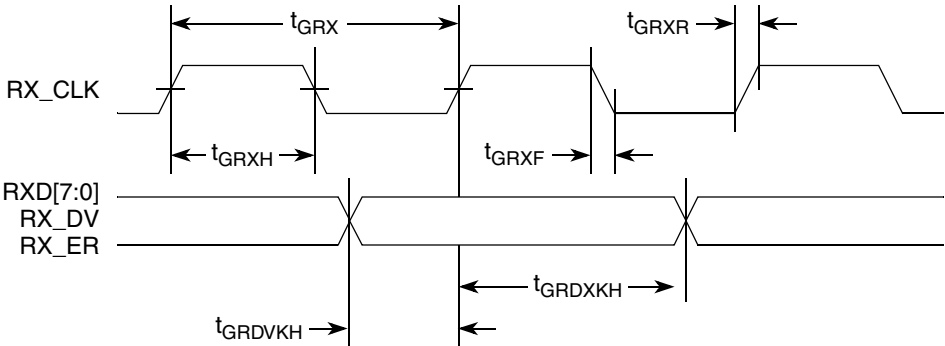 tGRX
tGRXR
RX_CLK
tGRXH
tGRXF
RXD[7:0]
RX_DV
RX_ER
tGRDXKH
tGRDVKH